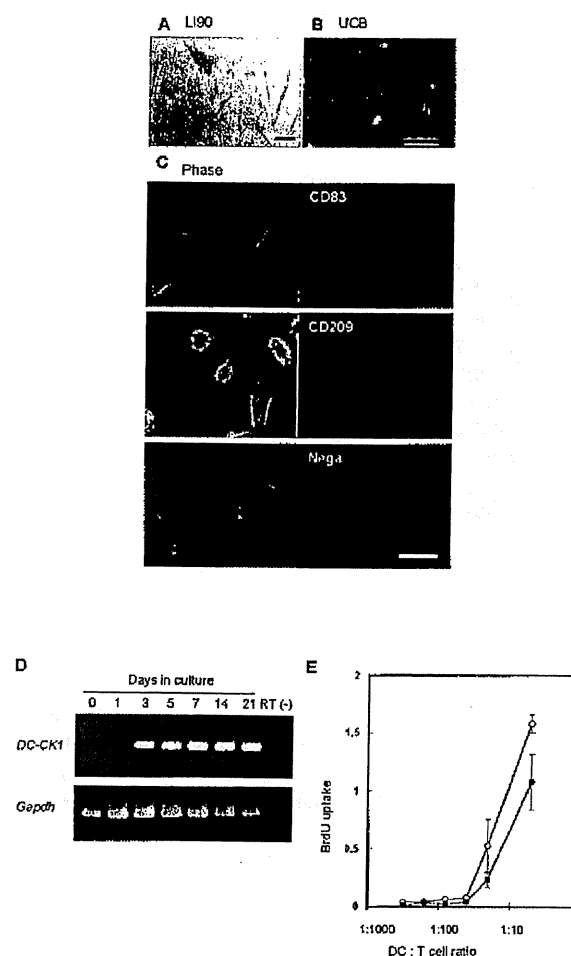 A LI90
B UCB
C Phase
CD83
CD209
Nega
D
Days in culture
0 1 3 5 7 14 21 RT (-)
DC-CK1
Gapdh
E
2
1,5
1
0,5
0
BrdU uptake
1:1000 1:100 1:10
DC : T cell ratio